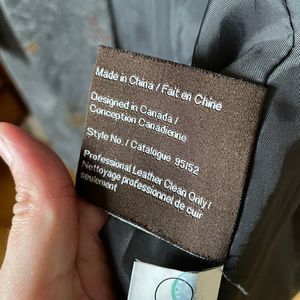 Made in China / Fait en Chine
Designed in Canada /
Conception Canadienne
Style No. / Catalogue 95152
Professional Leather Clean Only /
Nettoyage professionnel de cuir
seulement